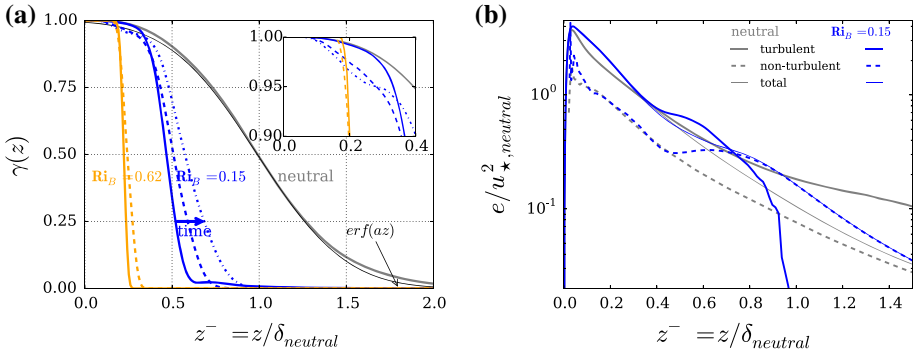 (a)
1.00
0.75
0.50
0.25
0.00
γ(z)
0.0
0.5
1.0
1.5
2.0
z⁻ =z/δ_neutral
1.00
0.95
0.90
0.0
0.2
0.4
Ri_B =0.62
Ri_B =0.15
neutral
time
erf(az)
(b)
neutral
Ri_B =0.15
turbulent
non-turbulent
total
10⁰
10⁻¹
e/u²_⋆,neutral
0.0
0.2
0.4
0.6
0.8
1.0
1.2
1.4
z⁻ =z/δ_neutral